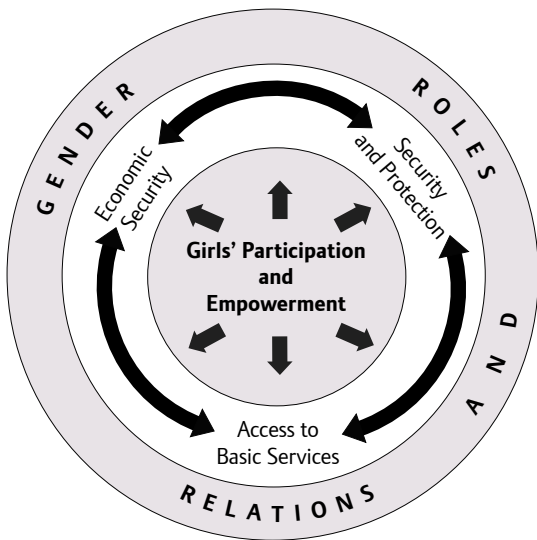 GENDER
ROLES
AND
RELATIONS
Economic
Security
Security
and Protection
Girls' Participation
and
Empowerment
Access to
Basic Services